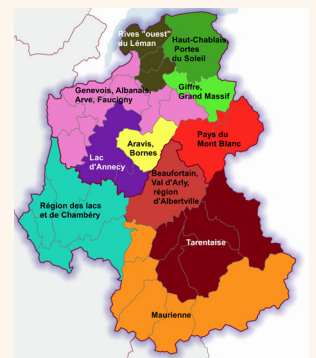 Rives "ouest"
du Léman
Haut-Chablais,
Portes
du Soleil
Genevois, Albanais,
Arve, Faucigny
Giffre,
Grand Massif
Pays du
Mont Blanc
Aravis,
Bornes
Lac
d'Annecy
Beaufortain,
Val d'Arly,
région
d'Albertville
Région des lacs
et de Chambéry
Tarentaise
Maurienne